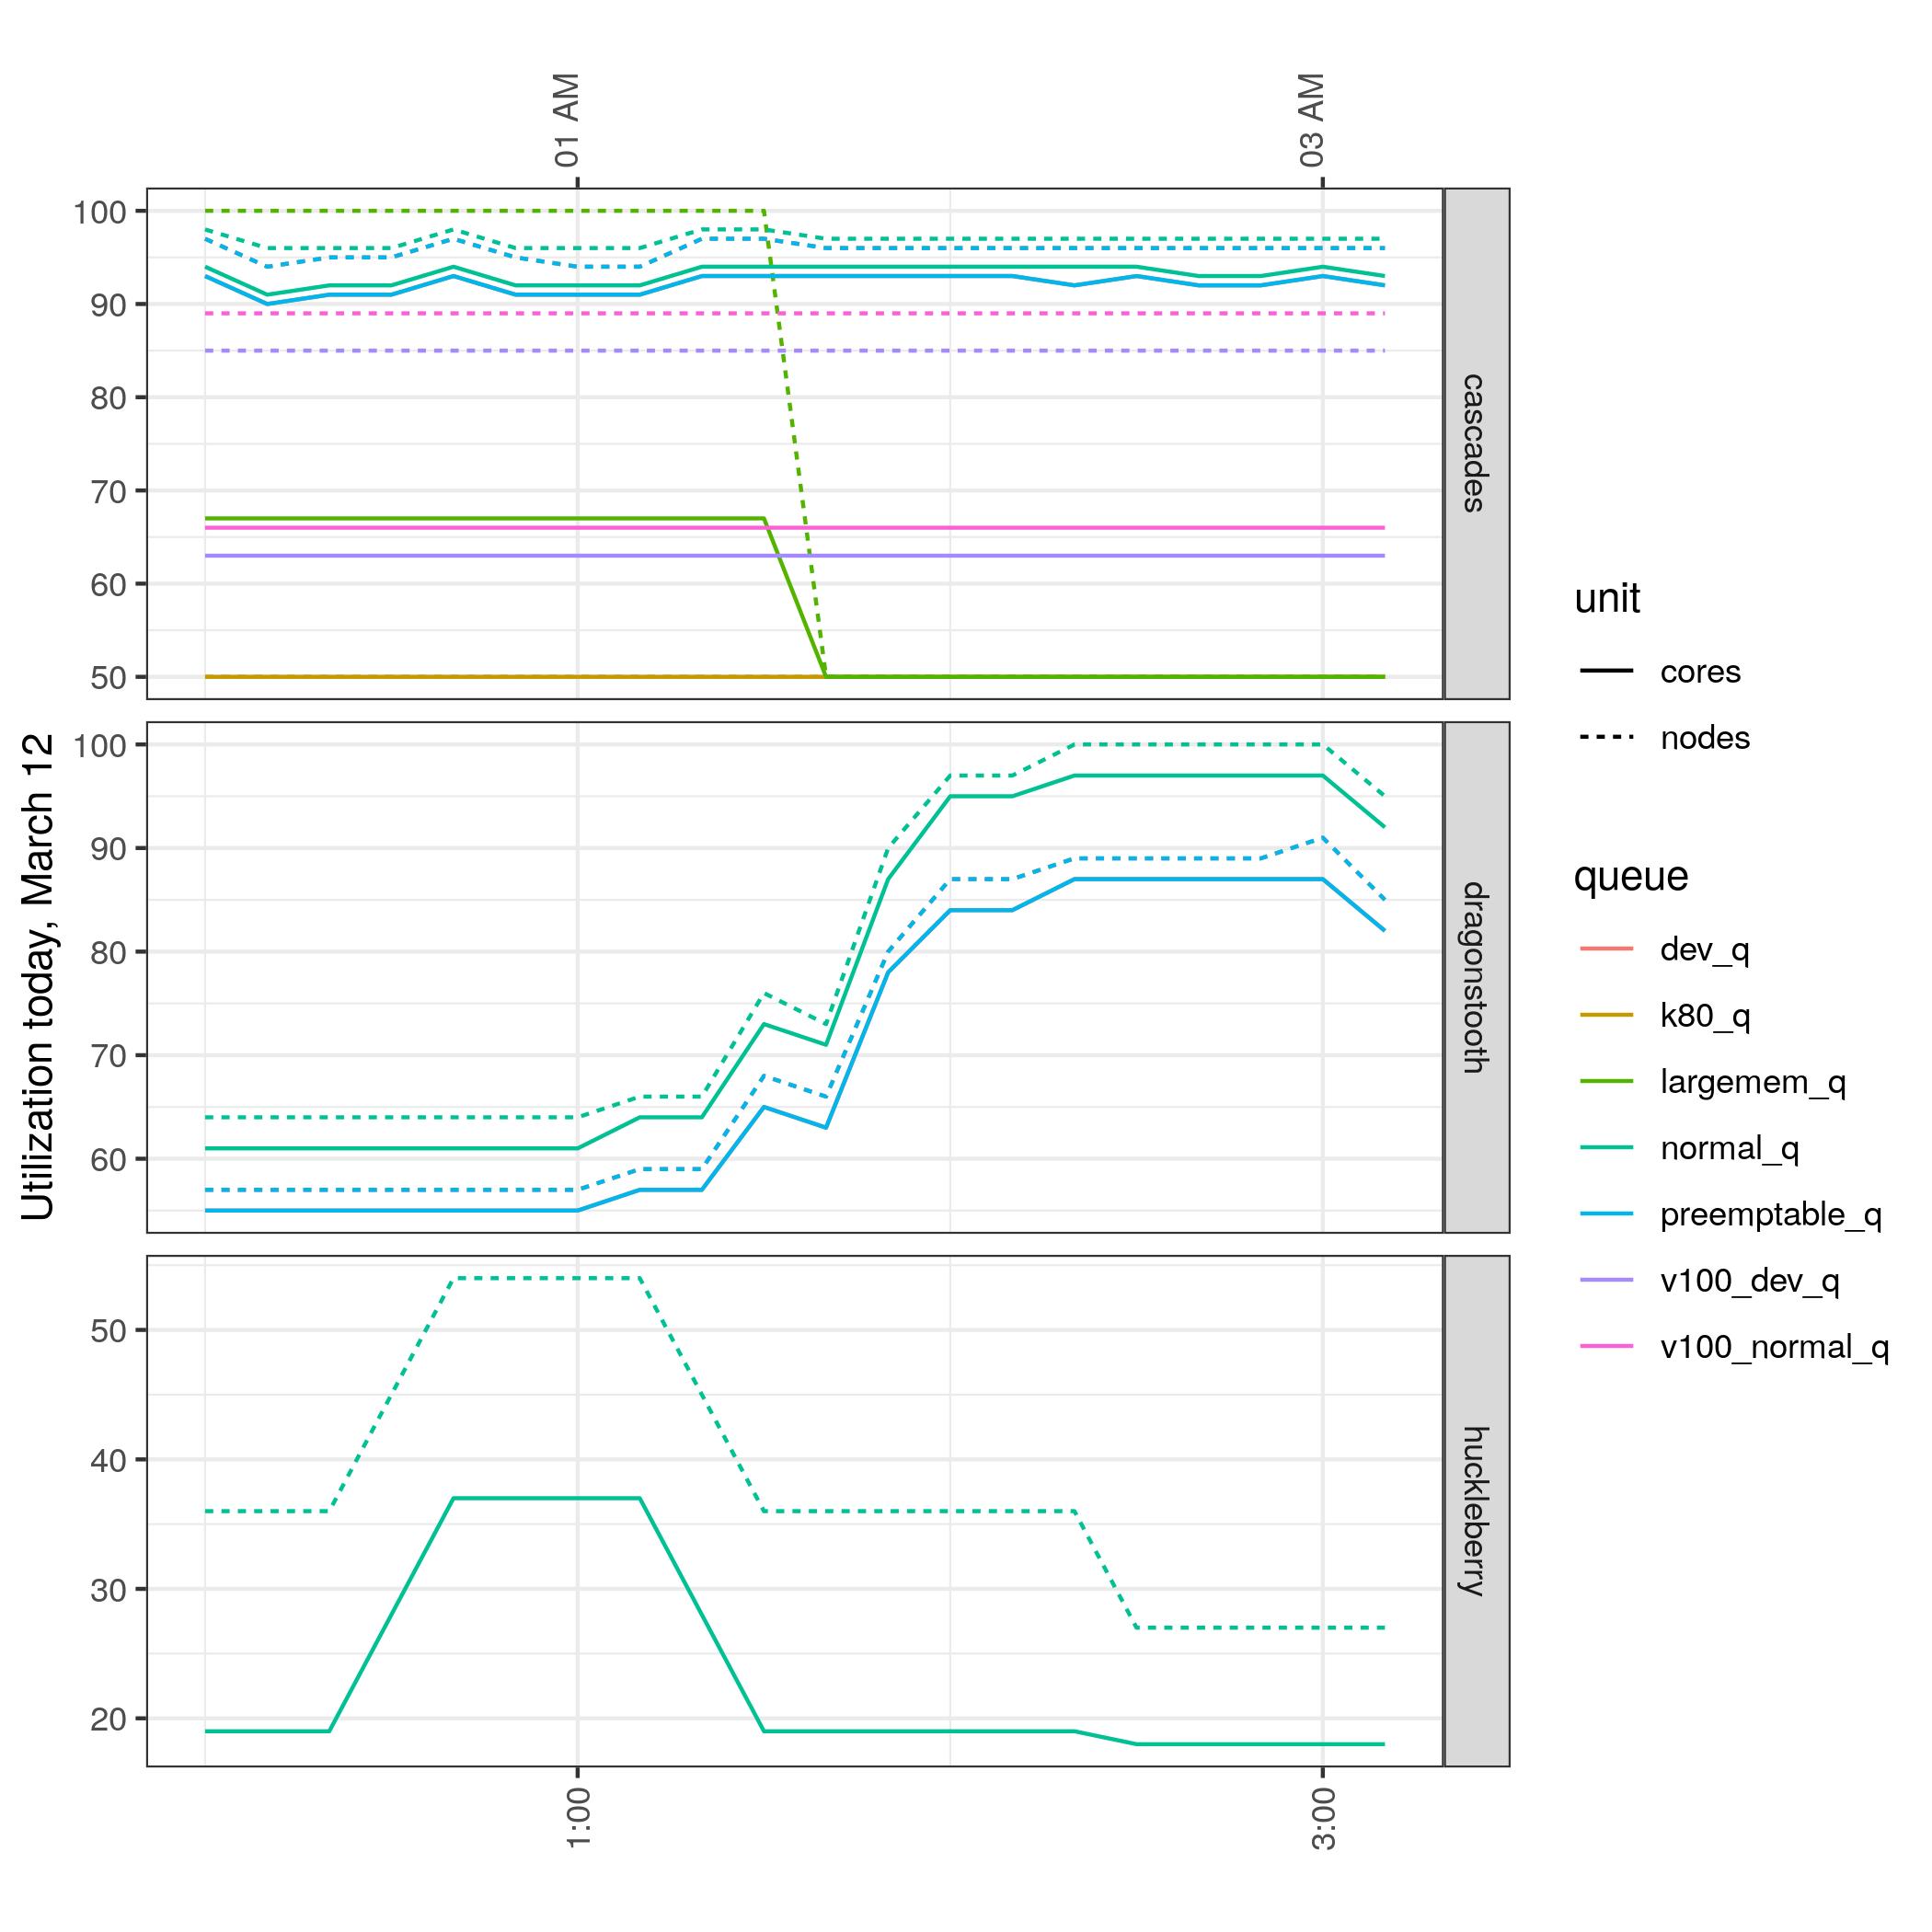 01 AM
03 AM
100
90
80
70
60
50
cascades
Utilization today, March 12
100
90
80
70
60
dragonstooth
50
40
30
20
huckleberry
1:00
3:00
unit
cores
nodes
queue
dev_q
k80_q
largemem_q
normal_q
preemptable_q
v100_dev_q
v100_normal_q